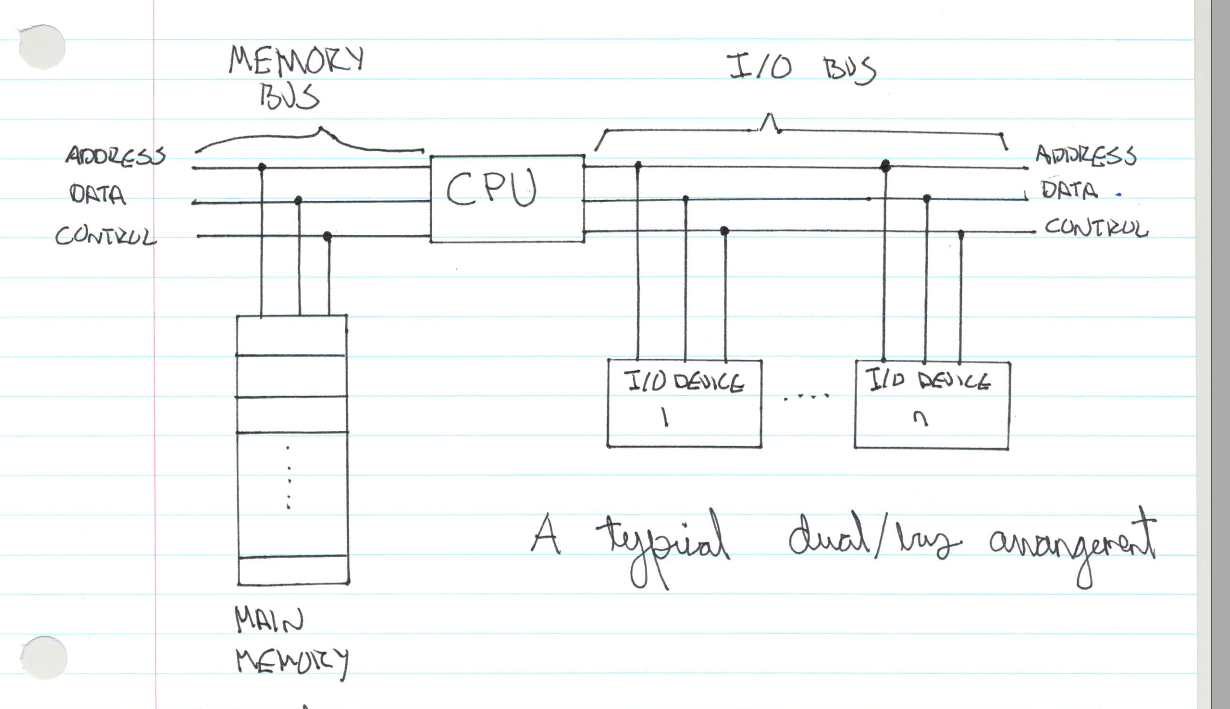 MEMORY
BUS
I/O BUS
ADDRESS
DATA
CONTROL
CPU
ADDRESS
DATA
CONTROL
I/O DEVICE
1
....
I/O DEVICE
n
A typical dual/bus arrangement
MAIN
MEMORY